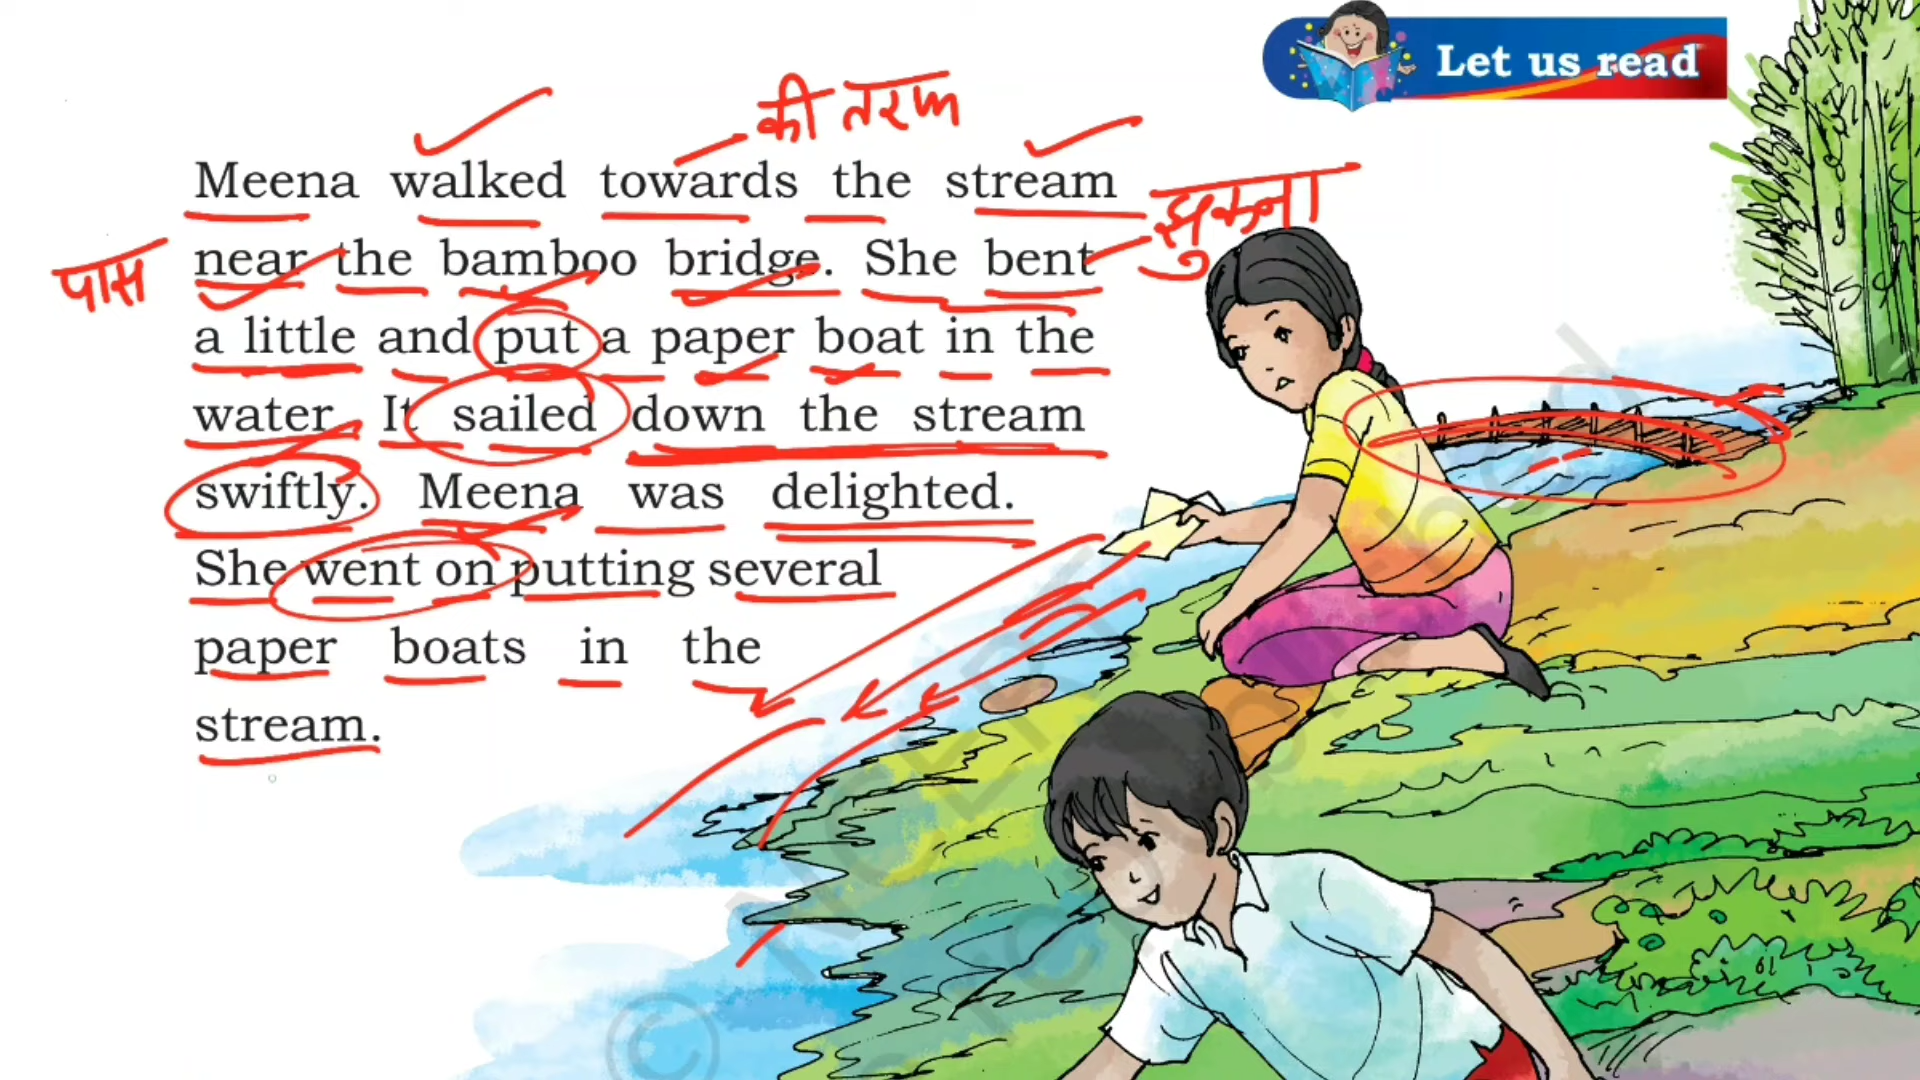 Let us read
की तरफ
Meena walked towards the stream
झुकना
पास
near the bamboo bridge. She bent
a little and put a paper boat in the
water. It sailed down the stream
swiftly. Meena was delighted.
She went on putting several
paper boats in the
stream.